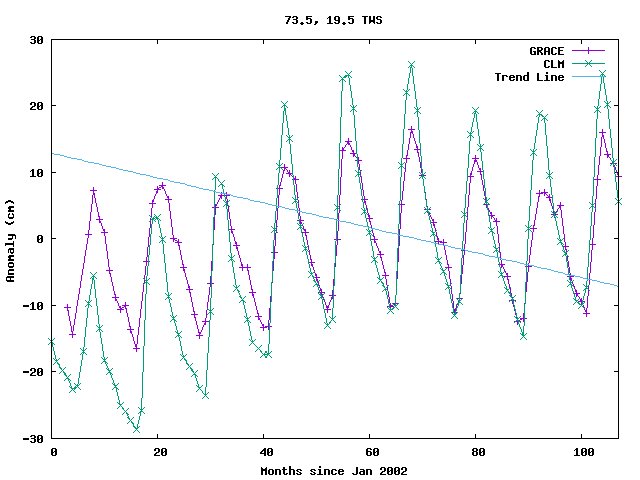 73.5, 19.5 TWS
GRACE
CLM
Trend Line
30
20
10
0
-10
-20
-30
Anomaly (cm)
0 20 40 60 80 100
Months since Jan 2002